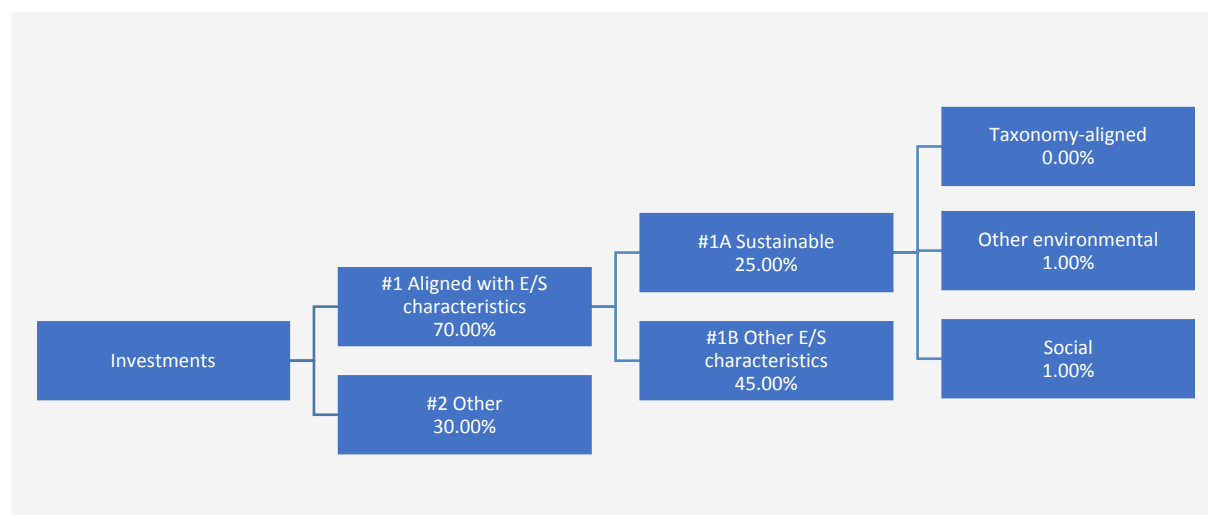 Investments
#1 Aligned with E/S
characteristics
70.00%
#2 Other
30.00%
#1A Sustainable
25.00%
#1B Other E/S
characteristics
45.00%
Taxonomy-aligned
0.00%
Other environmental
1.00%
Social
1.00%